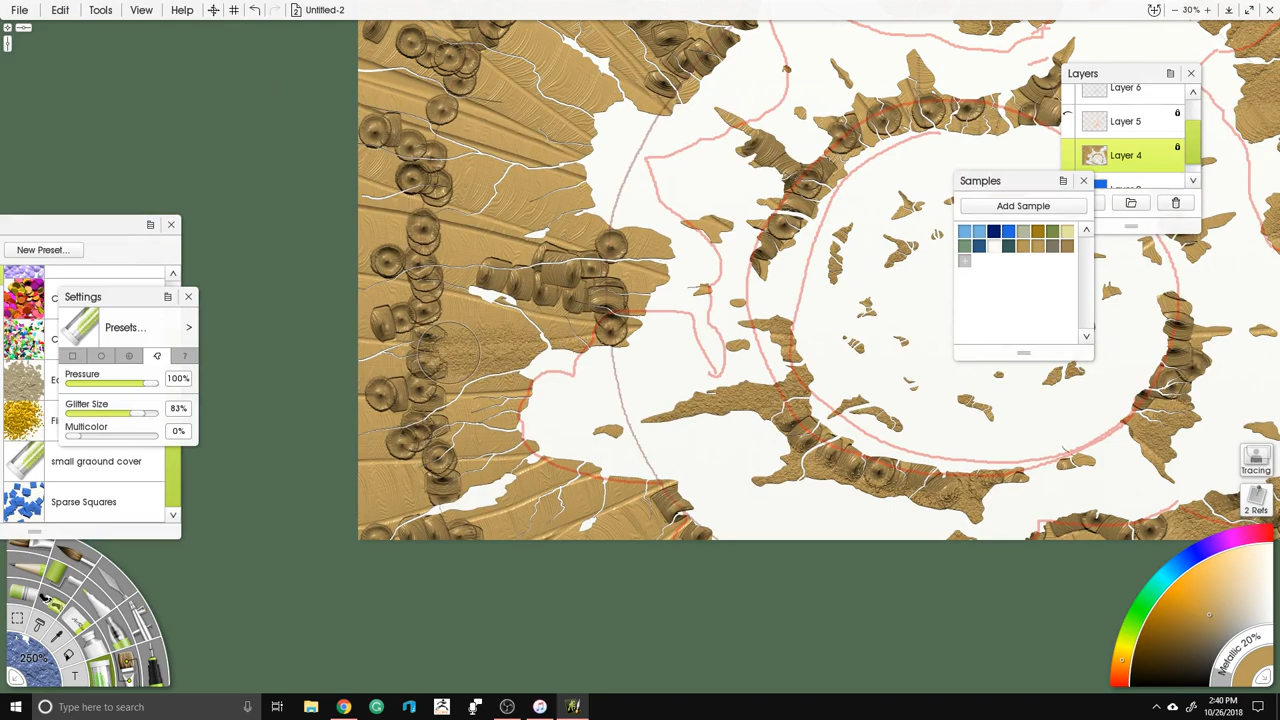 File Edit Tools View Untitled-2 30%
Layers
Layer 6
Layer 5
Layer 4
Samples
Add Sample
New Preset...
Settings
Presets...
?
Pressure
100%
Glitter Size
83%
Multicolor
0%
small graound cover
Sparse Squares
Tracing
2 Refs
250%
T
Metallic 20%
Type here to search
2:40 PM
10/26/2018